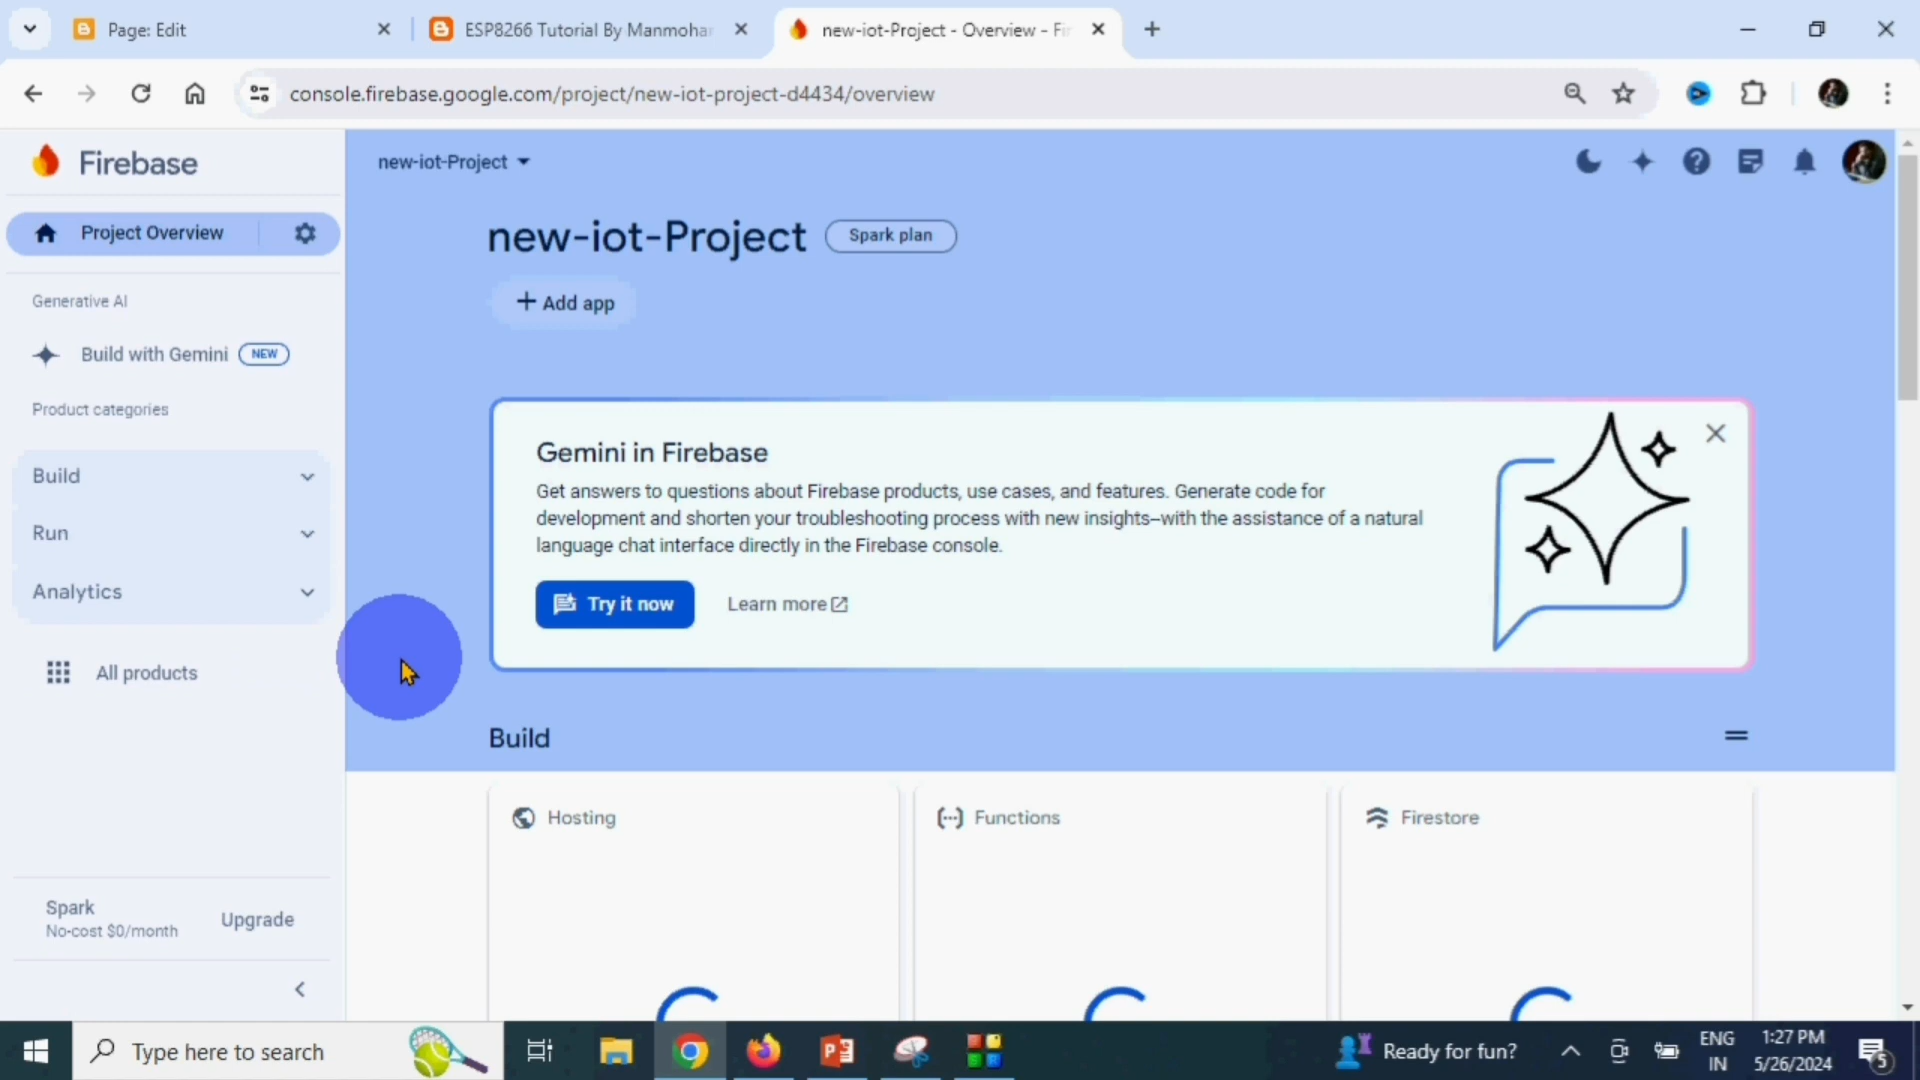 Page: Edit
ESP8266 Tutorial By Manmohan
new-iot-Project - Overview - Fir
console.firebase.google.com/project/new-iot-project-d4434/overview
Firebase
new-iot-Project
Project Overview
new-iot-Project
Spark plan
+ Add app
Generative AI
Build with Gemini
NEW
Product categories
Build
Run
Analytics
All products
Gemini in Firebase
Get answers to questions about Firebase products, use cases, and features. Generate code for
development and shorten your troubleshooting process with new insights–with the assistance of a natural
language chat interface directly in the Firebase console.
Try it now
Learn more
Build
Hosting
Functions
Firestore
Spark
No-cost $0/month
Upgrade
Type here to search
Ready for fun?
ENG
IN
1:27 PM
5/26/2024
5